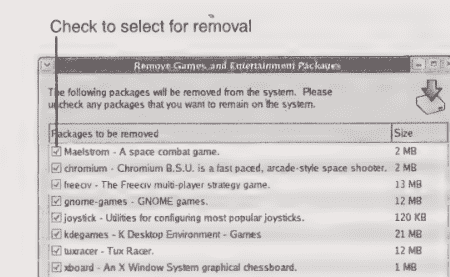 Check to select for removal
Remove Games and Entertainment Packages
The following packages will be removed from the system. Please
uncheck any packages that you want to remain on the system.
Packages to be removed Size
Maelstrom - A space combat game. 2 MB
chromium - Chromium B.S.U. is a fast paced, arcade-style space shooter. 2 MB
freeciv - The Freeciv multi-player strategy game. 13 MB
gnome-games - GNOME games. 12 MB
joystick - Utilities for configuring most popular joysticks. 120 KB
kdegames - K Desktop Environment - Games 21 MB
tuxracer - Tux Racer. 12 MB
xboard - An X Window System graphical chessboard. 1 MB